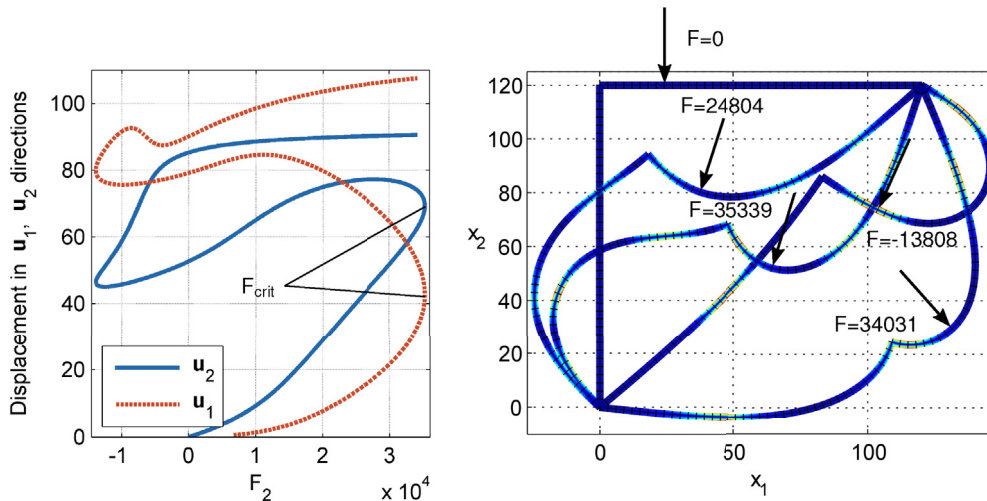 Displacement in u1, u2 directions
100
80
60
40
20
0
-1
0
1
2
3
4
x 10^4
F2
Fcrit
u2
u1
F=0
F=24804
F=35339
F=-13808
F=34031
x2
120
100
80
60
40
20
0
0
50
100
x1